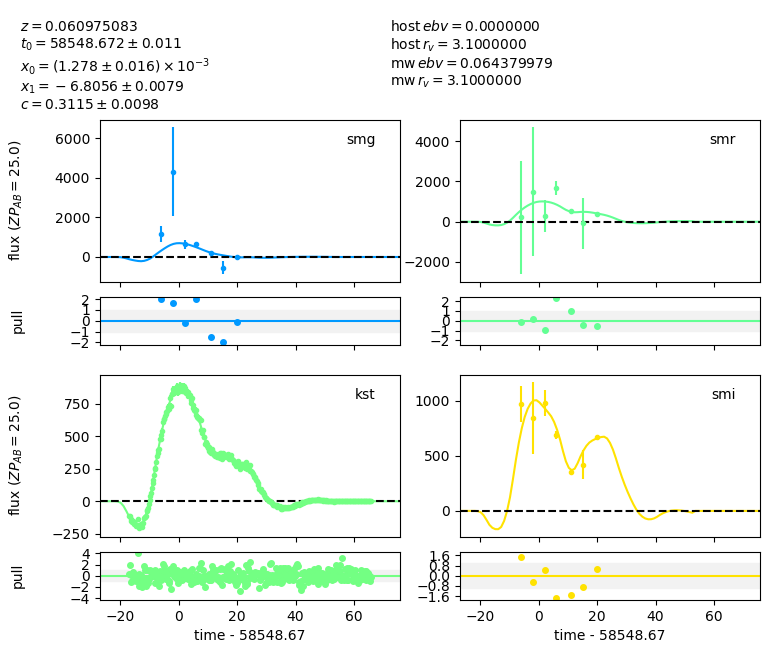 z = 0.060975083
t₀ = 58548.672 ± 0.011
x₀ = (1.278 ± 0.016) × 10⁻³
x₁ = −6.8056 ± 0.0079
c = 0.3115 ± 0.0098
host ebv = 0.0000000
host r_v = 3.1000000
mw ebv = 0.064379979
mw r_v = 3.1000000
smg
6000
4000
2000
0
flux (ZP_AB = 25.0)
smr
4000
2000
0
−2000
2
1
0
−1
−2
pull
2
1
0
−1
−2
kst
750
500
250
0
−250
flux (ZP_AB = 25.0)
smi
1000
500
0
4
2
0
−2
−4
pull
1.6
0.8
0.0
−0.8
−1.6
−20 0 20 40 60
time - 58548.67
−20 0 20 40 60
time - 58548.67